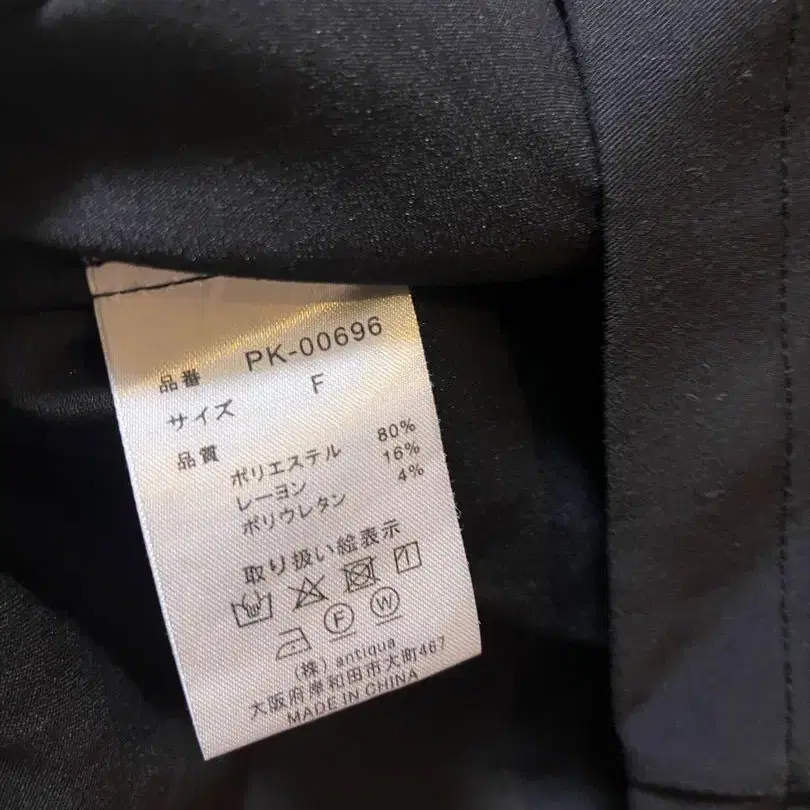 品番 PK-00696
サイズ F
品質
ポリエステル 80%
レーヨン 16%
ポリウレタン 4%
取り扱い絵表示
F W
(株) antiqua
大阪府岸和田市大町467
MADE IN CHINA